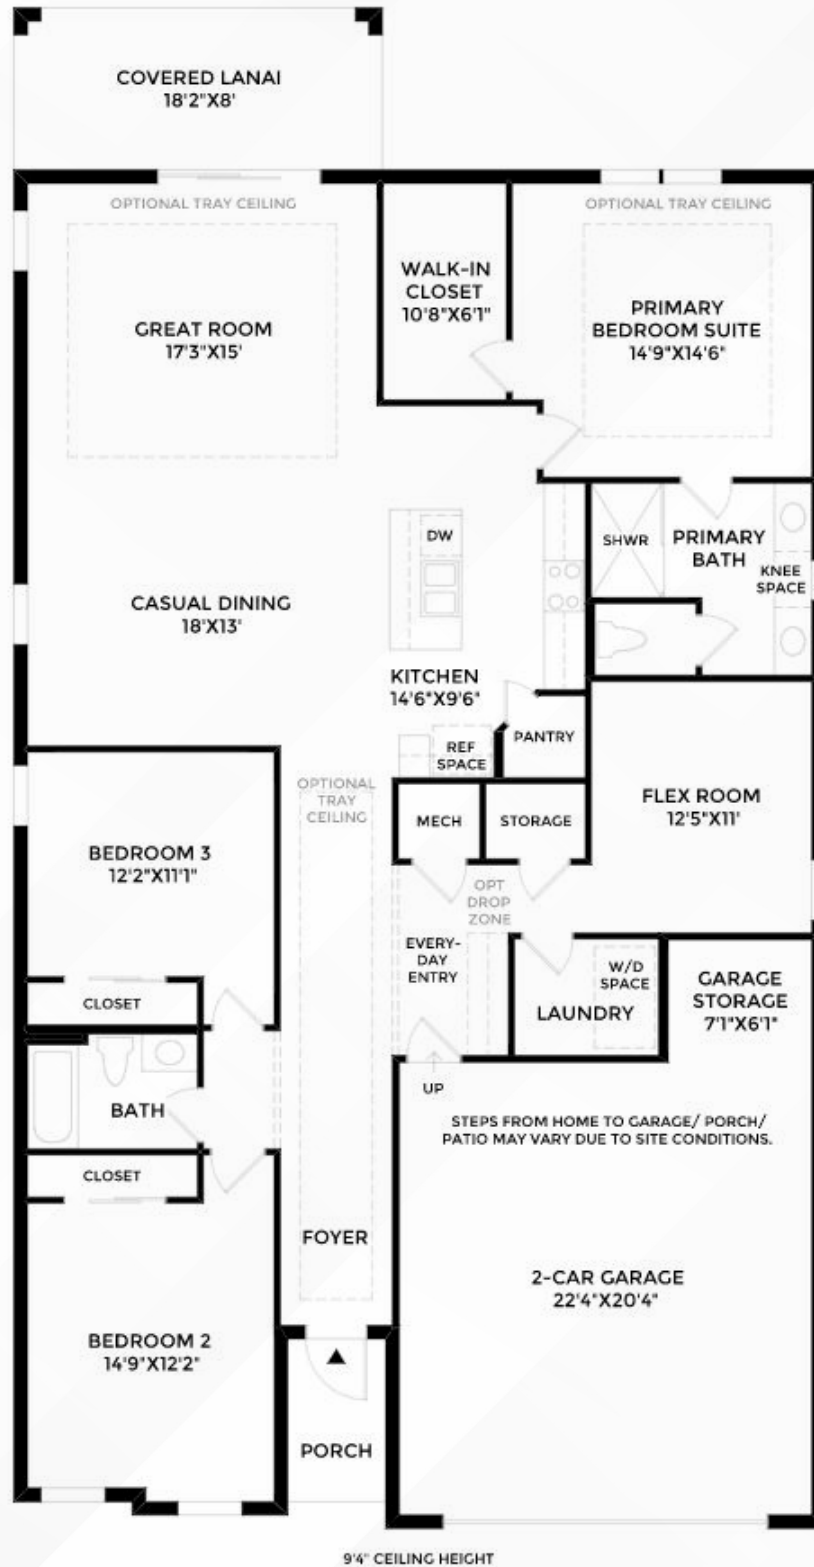 COVERED LANAI
18'2"X8'
OPTIONAL TRAY CEILING
OPTIONAL TRAY CEILING
WALK-IN
CLOSET
10'8"X6'1"
GREAT ROOM
17'3"X15'
PRIMARY
BEDROOM SUITE
14'9"X14'6"
DW
SHWR
PRIMARY
BATH
KNEE
SPACE
CASUAL DINING
18'X13'
KITCHEN
14'6"X9'6"
REF
SPACE
PANTRY
OPTIONAL
TRAY
CEILING
MECH
STORAGE
FLEX ROOM
12'5"X11'
BEDROOM 3
12'2"X11'1"
OPT
DROP
ZONE
EVERY-
DAY
ENTRY
W/D
SPACE
LAUNDRY
GARAGE
STORAGE
7'1"X6'1"
CLOSET
BATH
UP
STEPS FROM HOME TO GARAGE/ PORCH/
PATIO MAY VARY DUE TO SITE CONDITIONS.
CLOSET
FOYER
2-CAR GARAGE
22'4"X20'4"
BEDROOM 2
14'9"X12'2"
PORCH
9'4" CEILING HEIGHT